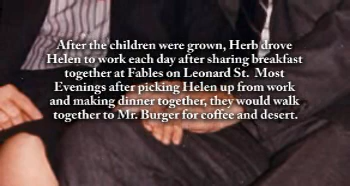 After the children were grown, Herb drove
Helen to work each day after sharing breakfast
together at Fables on Leonard St.  Most
Evenings after picking Helen up from work
and making dinner together, they would walk
together to Mr. Burger for coffee and desert.